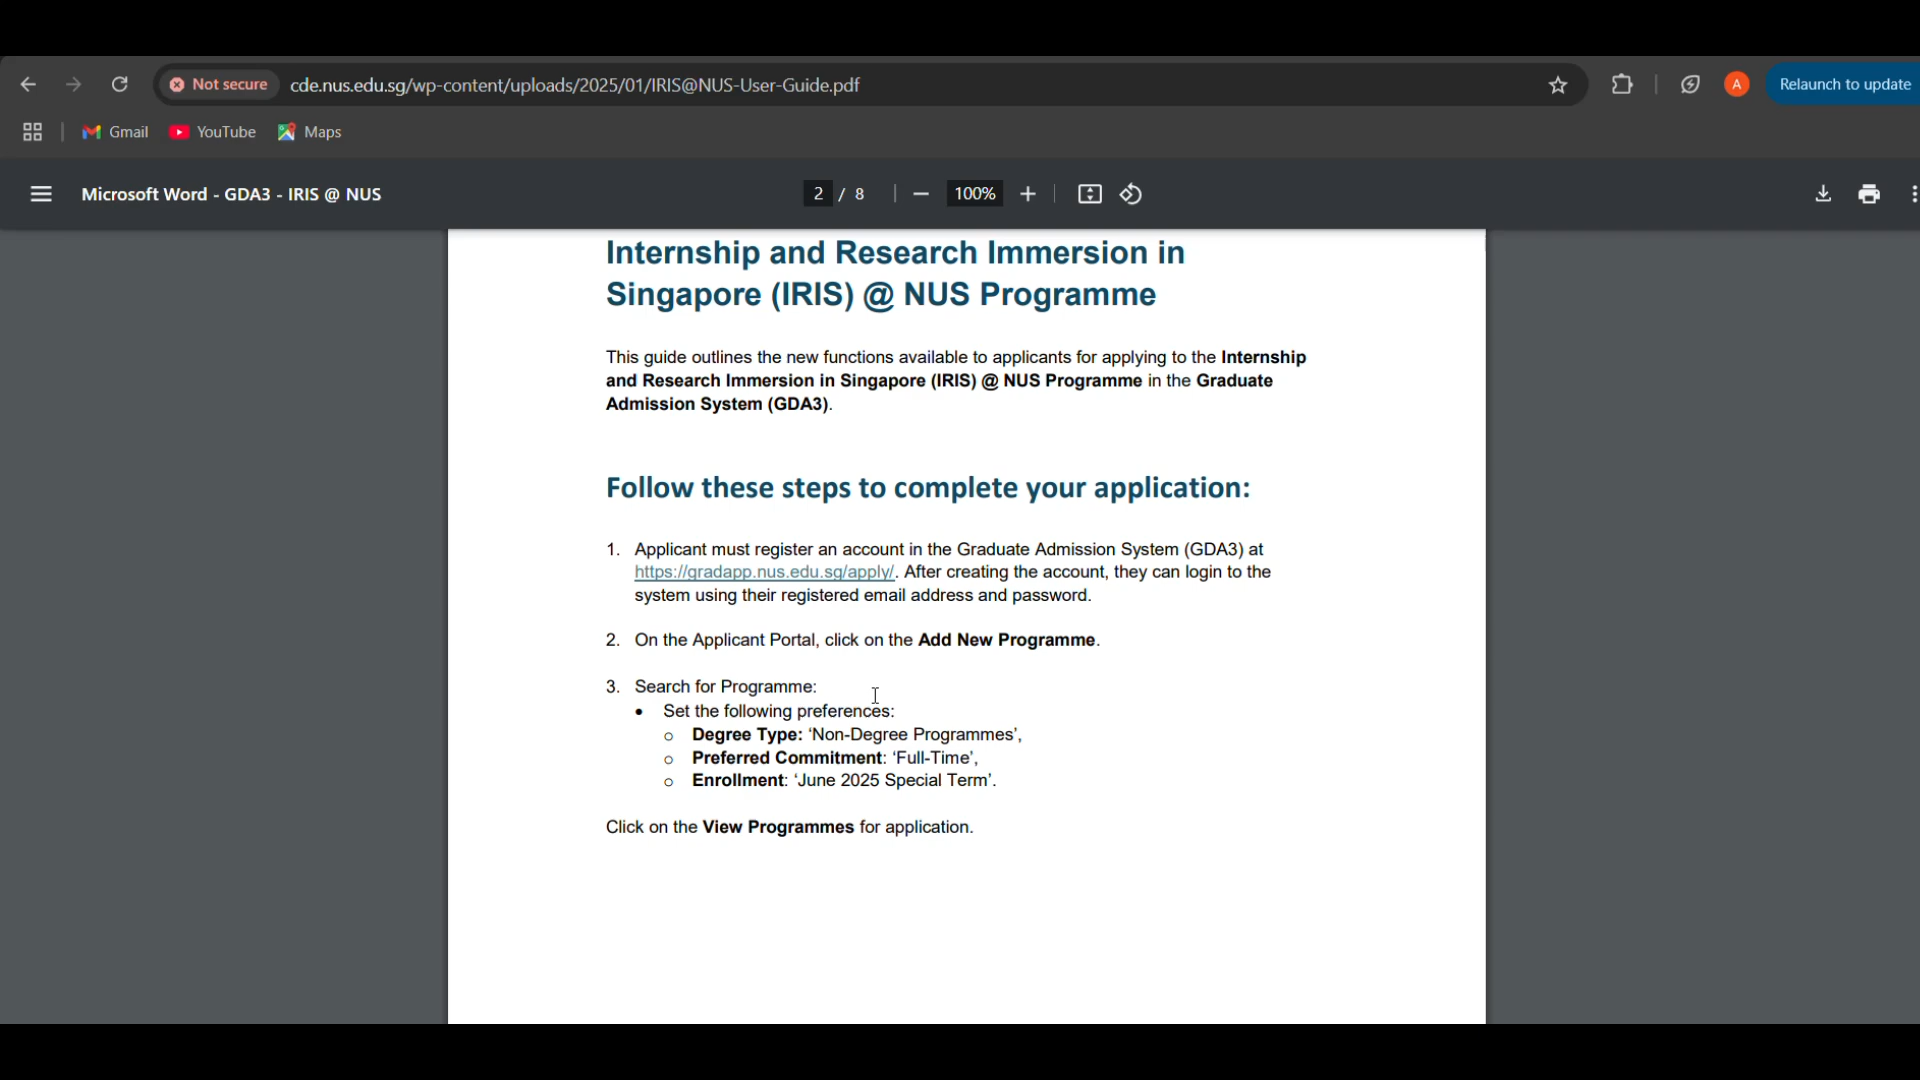 Not secure cde.nus.edu.sg/wp-content/uploads/2025/01/IRIS@NUS-User-Guide.pdf A Relaunch to update
Gmail YouTube Maps
Microsoft Word - GDA3 - IRIS @ NUS 2 / 8 100%
Internship and Research Immersion in
Singapore (IRIS) @ NUS Programme
This guide outlines the new functions available to applicants for applying to the Internship
and Research Immersion in Singapore (IRIS) @ NUS Programme in the Graduate
Admission System (GDA3).
Follow these steps to complete your application:
1. Applicant must register an account in the Graduate Admission System (GDA3) at
https://gradapp.nus.edu.sg/apply/. After creating the account, they can login to the
system using their registered email address and password.
2. On the Applicant Portal, click on the Add New Programme.
3. Search for Programme:
• Set the following preferences:
o Degree Type: ‘Non-Degree Programmes’,
o Preferred Commitment: ‘Full-Time’,
o Enrollment: ‘June 2025 Special Term’.
Click on the View Programmes for application.